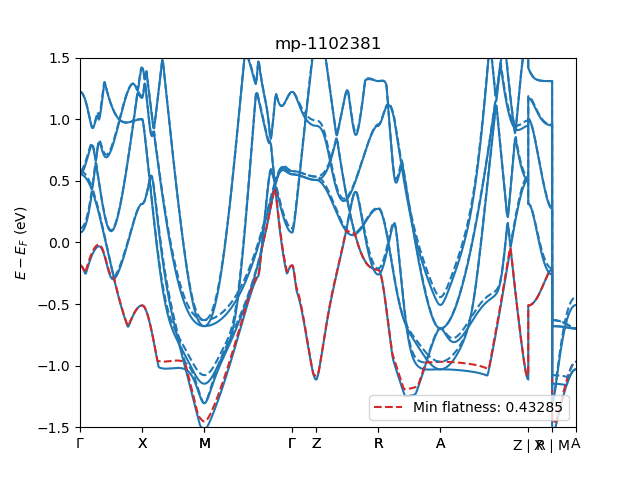 mp-1102381
E − E_F (eV)
1.5
1.0
0.5
0.0
−0.5
−1.0
−1.5
Min flatness: 0.43285
Γ X M Γ Z R A Z | X R | M A